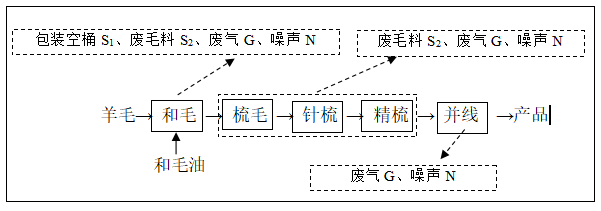 包装空桶 S₁、废毛料 S₂、废气 G、噪声 N
废毛料 S₂、废气 G、噪声 N
羊毛→和毛→梳毛→针梳→精梳→并线→产品
和毛油
废气 G、噪声 N